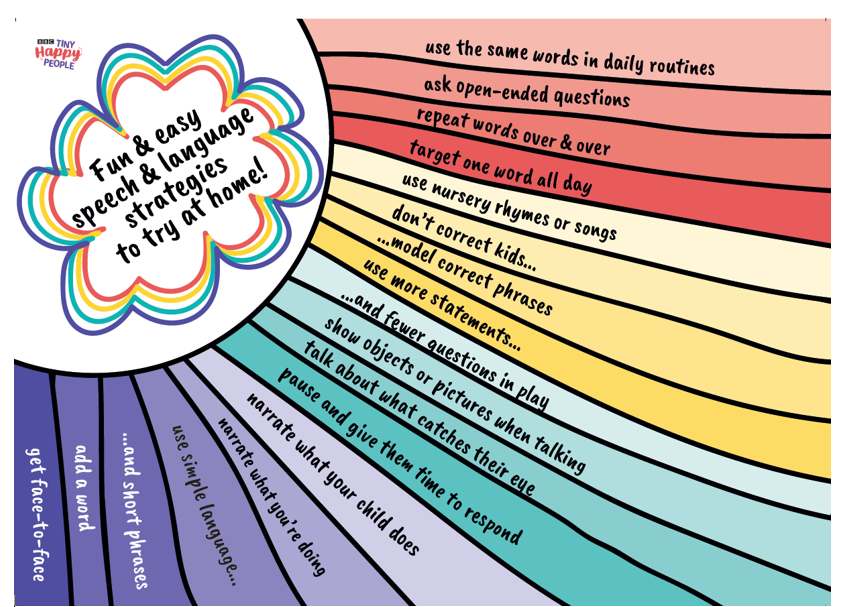 BBC TINY
Happy
PEOPLE
Fun & easy
speech & language
strategies
to try at home!
use the same words in daily routines
ask open-ended questions
repeat words over & over
target one word all day
use nursery rhymes or songs
don't correct kids...
...model correct phrases
use more statements...
...and fewer questions in play
show objects or pictures when talking
talk about what catches their eye
pause and give them time to respond
narrate what your child does
narrate what you're doing
use simple language...
...and short phrases
add a word
get face-to-face